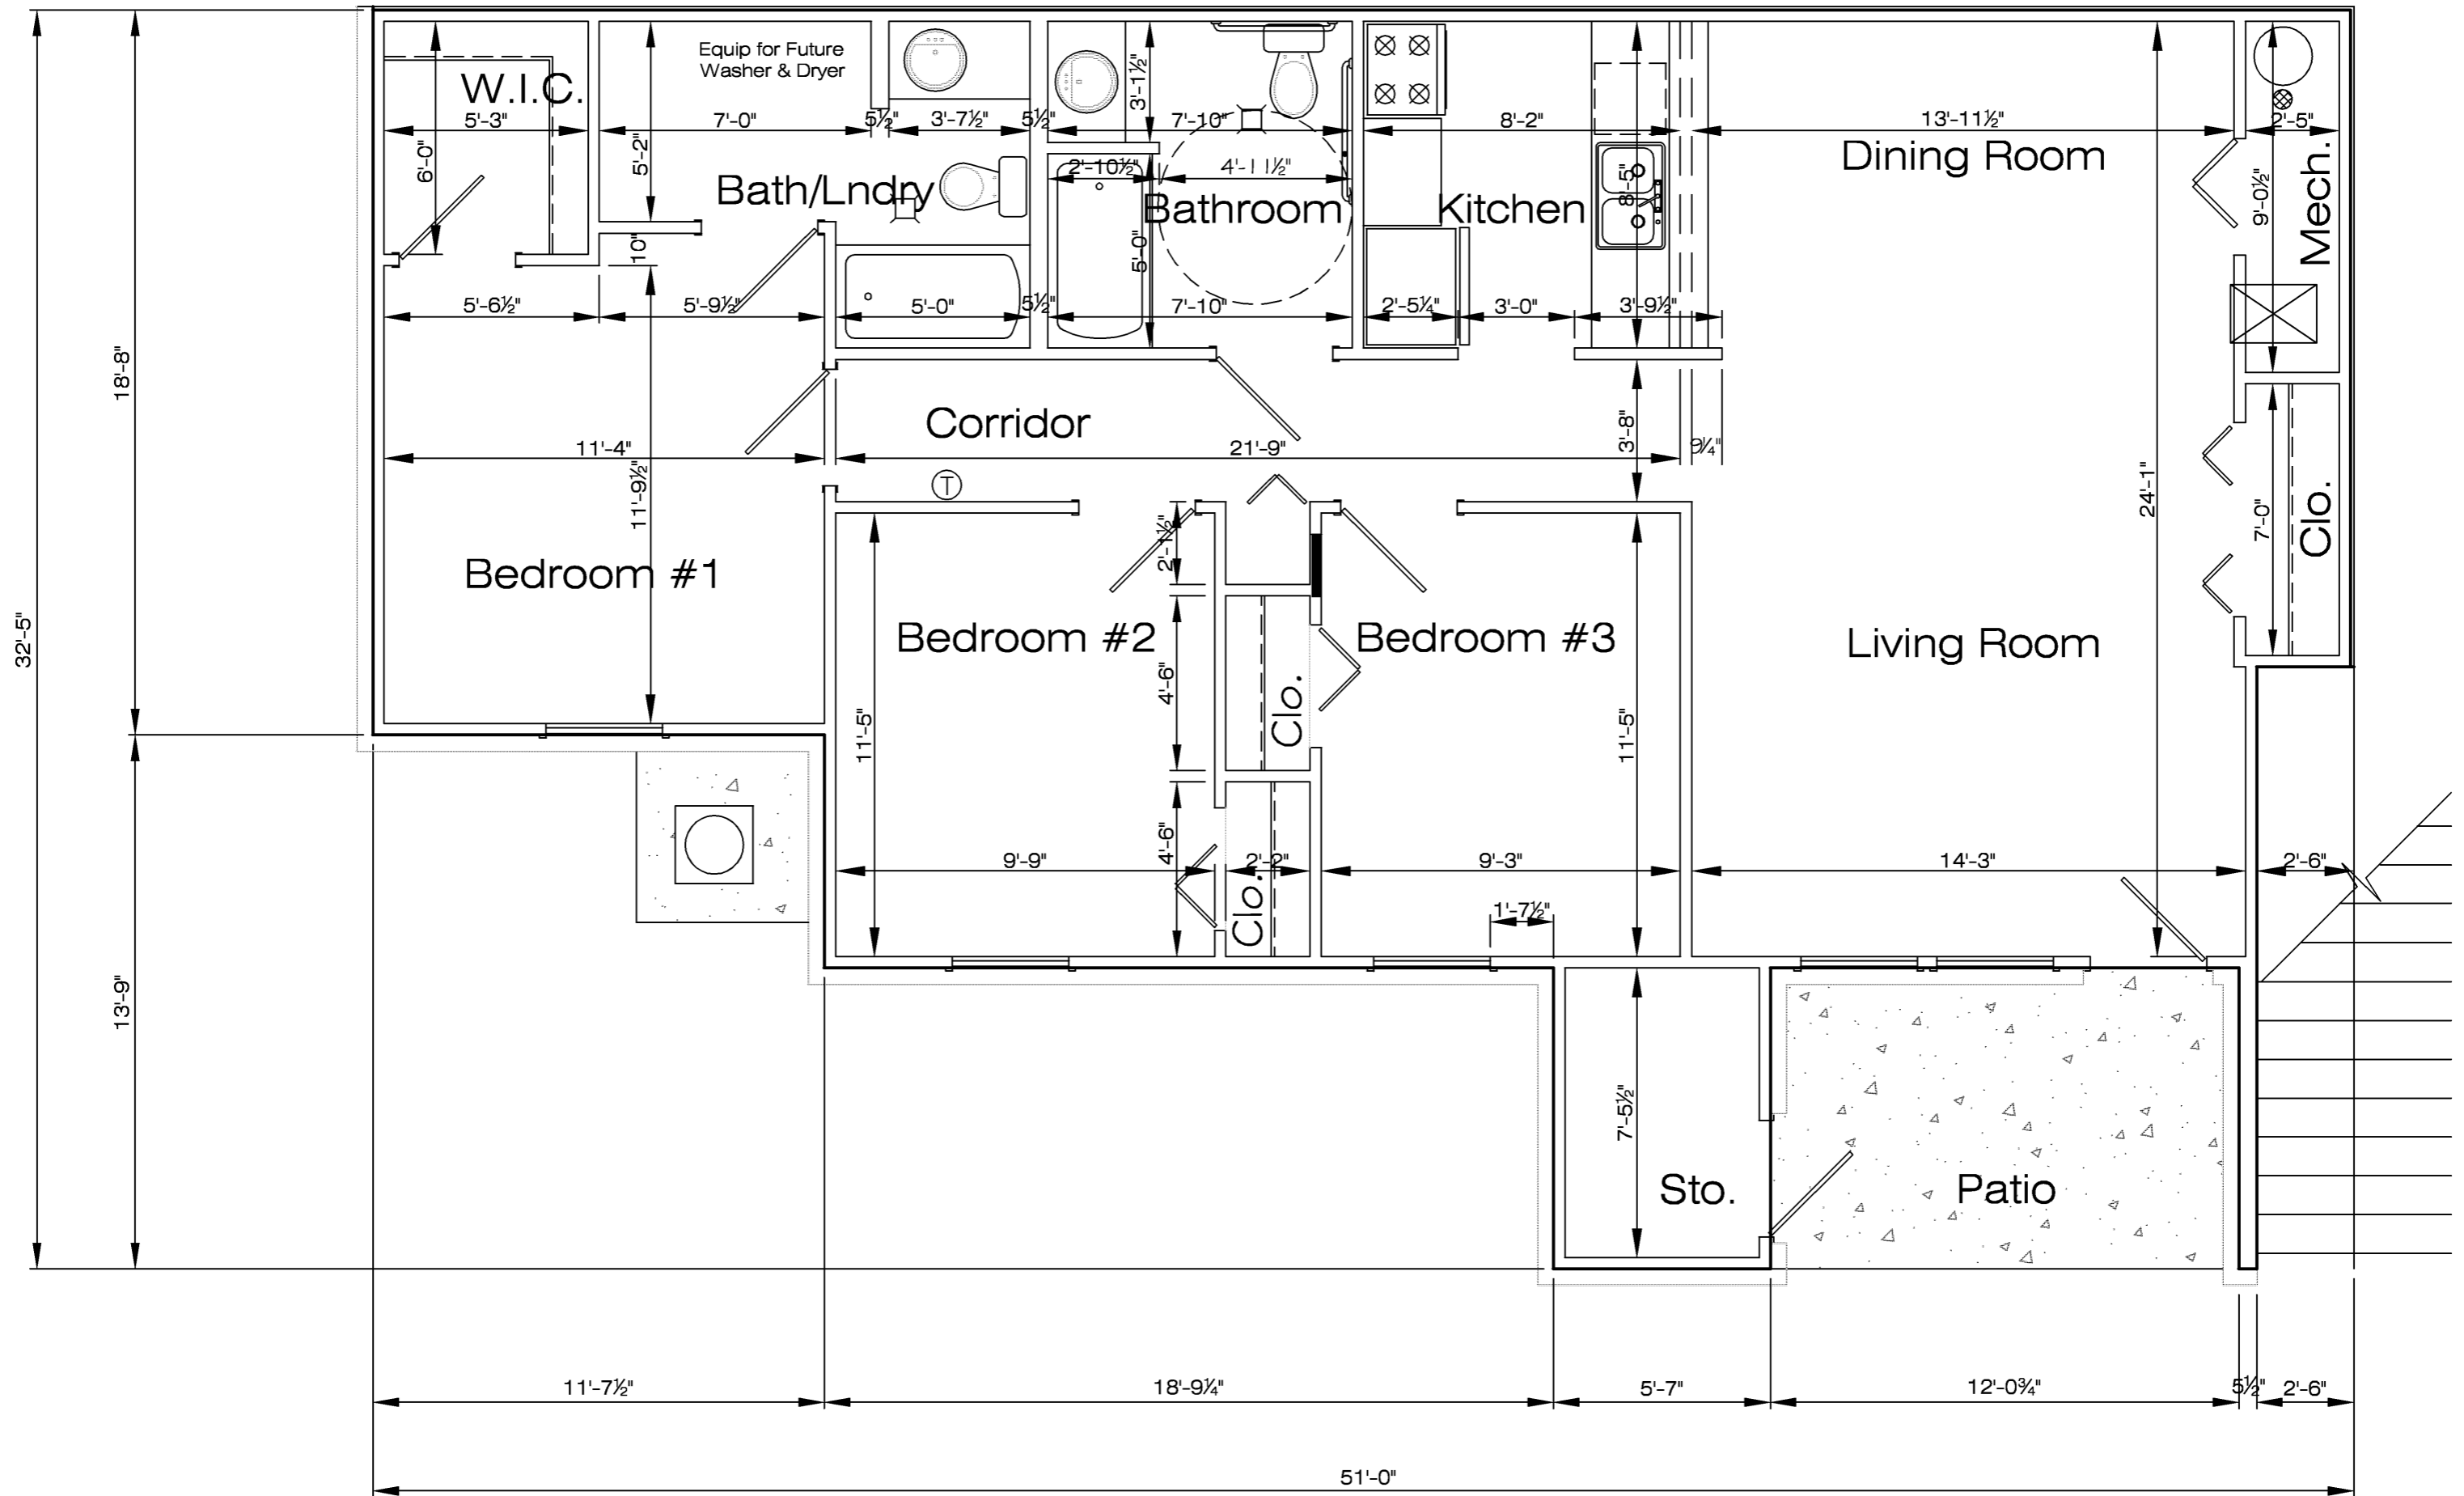 Equip for Future
Washer & Dryer
W.I.C.
3'-1½"
5'-3"
7'-0"
5½"
3'-7½"
5½"
7'-10"
8'-2"
13'-11½"
2'-5"
6'-0"
5'-2"
2'-10½"
4'-11½"
Dining Room
Bath/Lndry
Bathroom
Kitchen
8'-5"
9'-0½"
Mech.
10"
5'-0"
5'-6½"
5'-9½"
5'-0"
5½"
7'-10"
2'-5¼"
3'-0"
3'-9½"
18'-8"
Corridor
3'-8"
11'-4"
21'-9"
9¼"
T
11'-9½"
24'-1"
7'-0"
Clo.
2'-1½"
Bedroom #1
32'-5"
Bedroom #2
Bedroom #3
Living Room
4'-6"
Clo.
11'-5"
11'-5"
4'-6"
9'-9"
2'-2"
9'-3"
14'-3"
2'-6"
Clo.
1'-7½"
13'-9"
7'-5½"
Sto.
Patio
11'-7½"
18'-9¼"
5'-7"
12'-0¾"
5½"
2'-6"
51'-0"